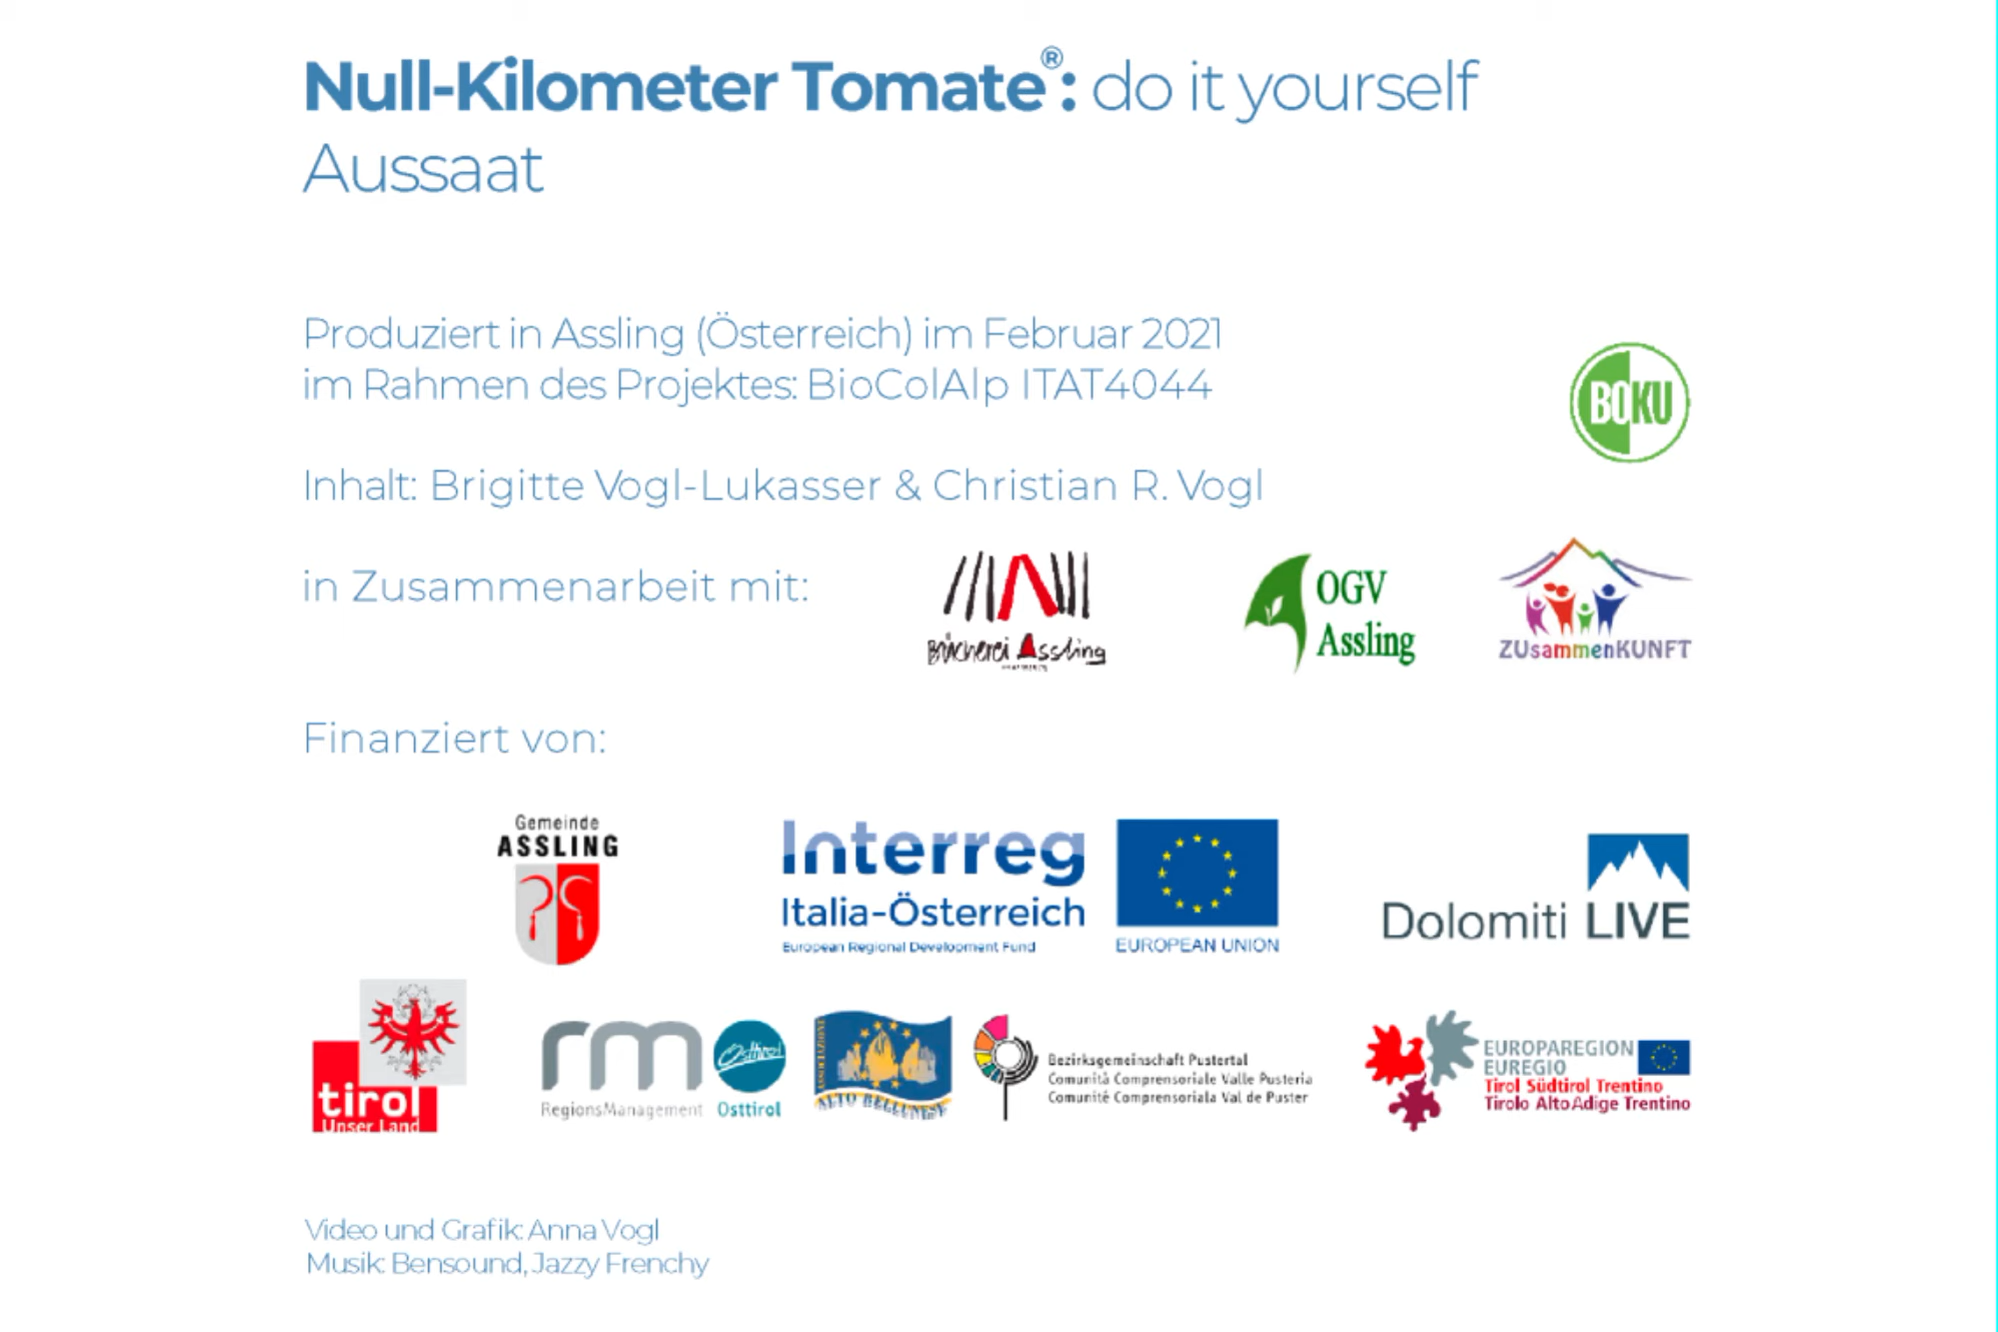 Null-Kilometer Tomate®: do it yourself
Aussaat
Produziert in Assling (Österreich) im Februar 2021
im Rahmen des Projektes: BioColAlp ITAT4044
BOKU
Inhalt: Brigitte Vogl-Lukasser & Christian R. Vogl
in Zusammenarbeit mit:
Bücherei Assling
OGV
Assling
ZUsammenKUNFT
Finanziert von:
Gemeinde
ASSLING
Interreg
Italia-Österreich
European Regional Development Fund
EUROPEAN UNION
Dolomiti LIVE
tirol
Unser Land
rm
RegionsManagement
Osttirol
Osttirol
ASSOCIAZIONE
ALTO BELLUNESE
Bezirksgemeinschaft Pustertal
Comunità Comprensoriale Valle Pusteria
Comunité Comprensoriala Val de Puster
EUROPAREGION
EUREGIO
Tirol Südtirol Trentino
Tirolo AltoAdige Trentino
Video und Grafik: Anna Vogl
Musik: Bensound, Jazzy Frenchy